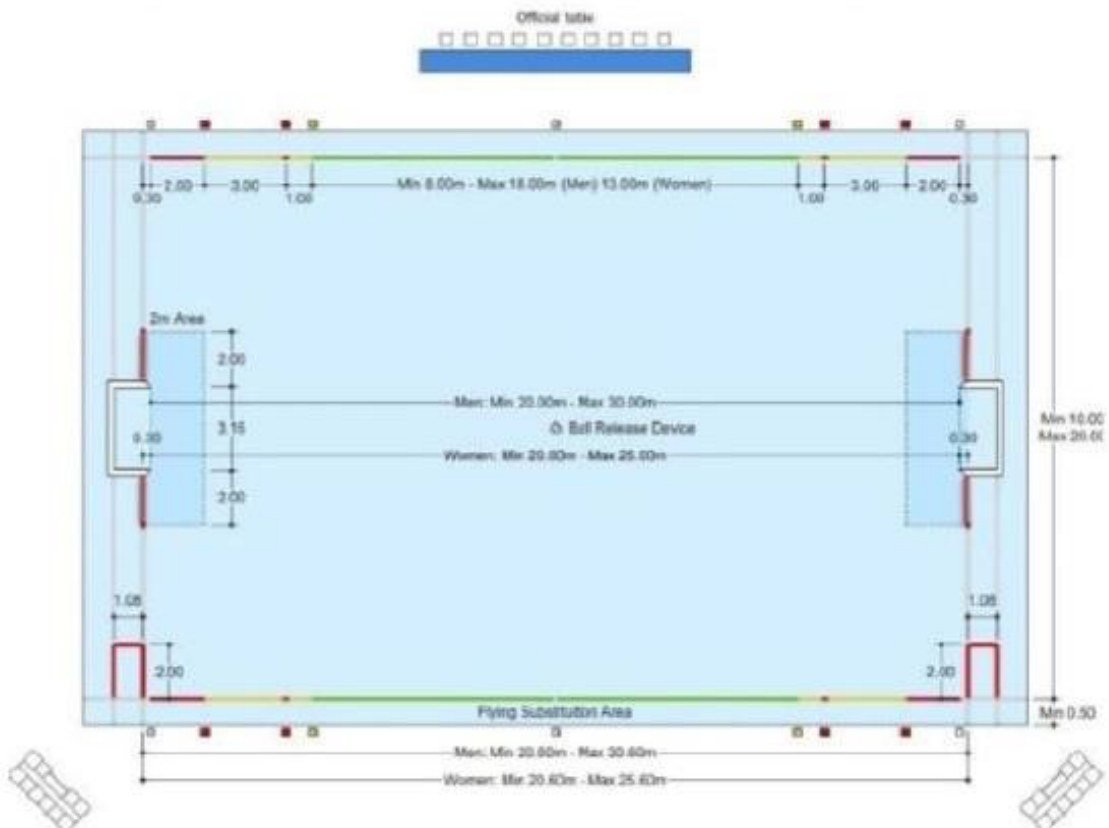 Official table
2.00 3.00 Min 8.00m - Max 18.00m (Men) 13.00m (Women) 3.00 2.00
0.30 1.00 1.00 0.30
2m Area
2.00 
Men: Min 20.00m - Max 30.00m
Min 10.00
3.15 Ball Release Device
0.30 0.30 Max 20.00
Women: Min 20.00m - Max 25.00m
2.00
1.08 1.08
2.00 2.00
Flying Substitution Area
Min 0.50
Men: Min 20.60m - Max 30.60m
Women: Min 20.60m - Max 25.60m